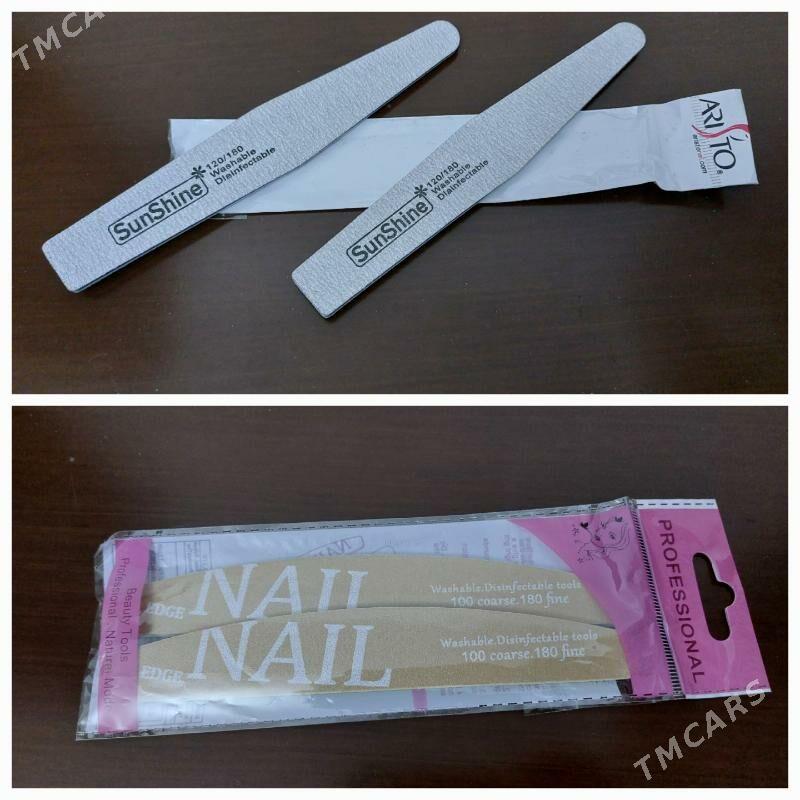 TMCA
SunShine
120/180
Washable
Disinfectable
SunShine
120/180
Washable
Disinfectable
ARISTO®
NAIL
EDGE
Washable.Disinfectable tools
100 coarse.180 fine
NAIL
EDGE
Washable.Disinfectable tools
100 coarse.180 fine
Beauty Tools
PROFESSIONAL
TMCARS